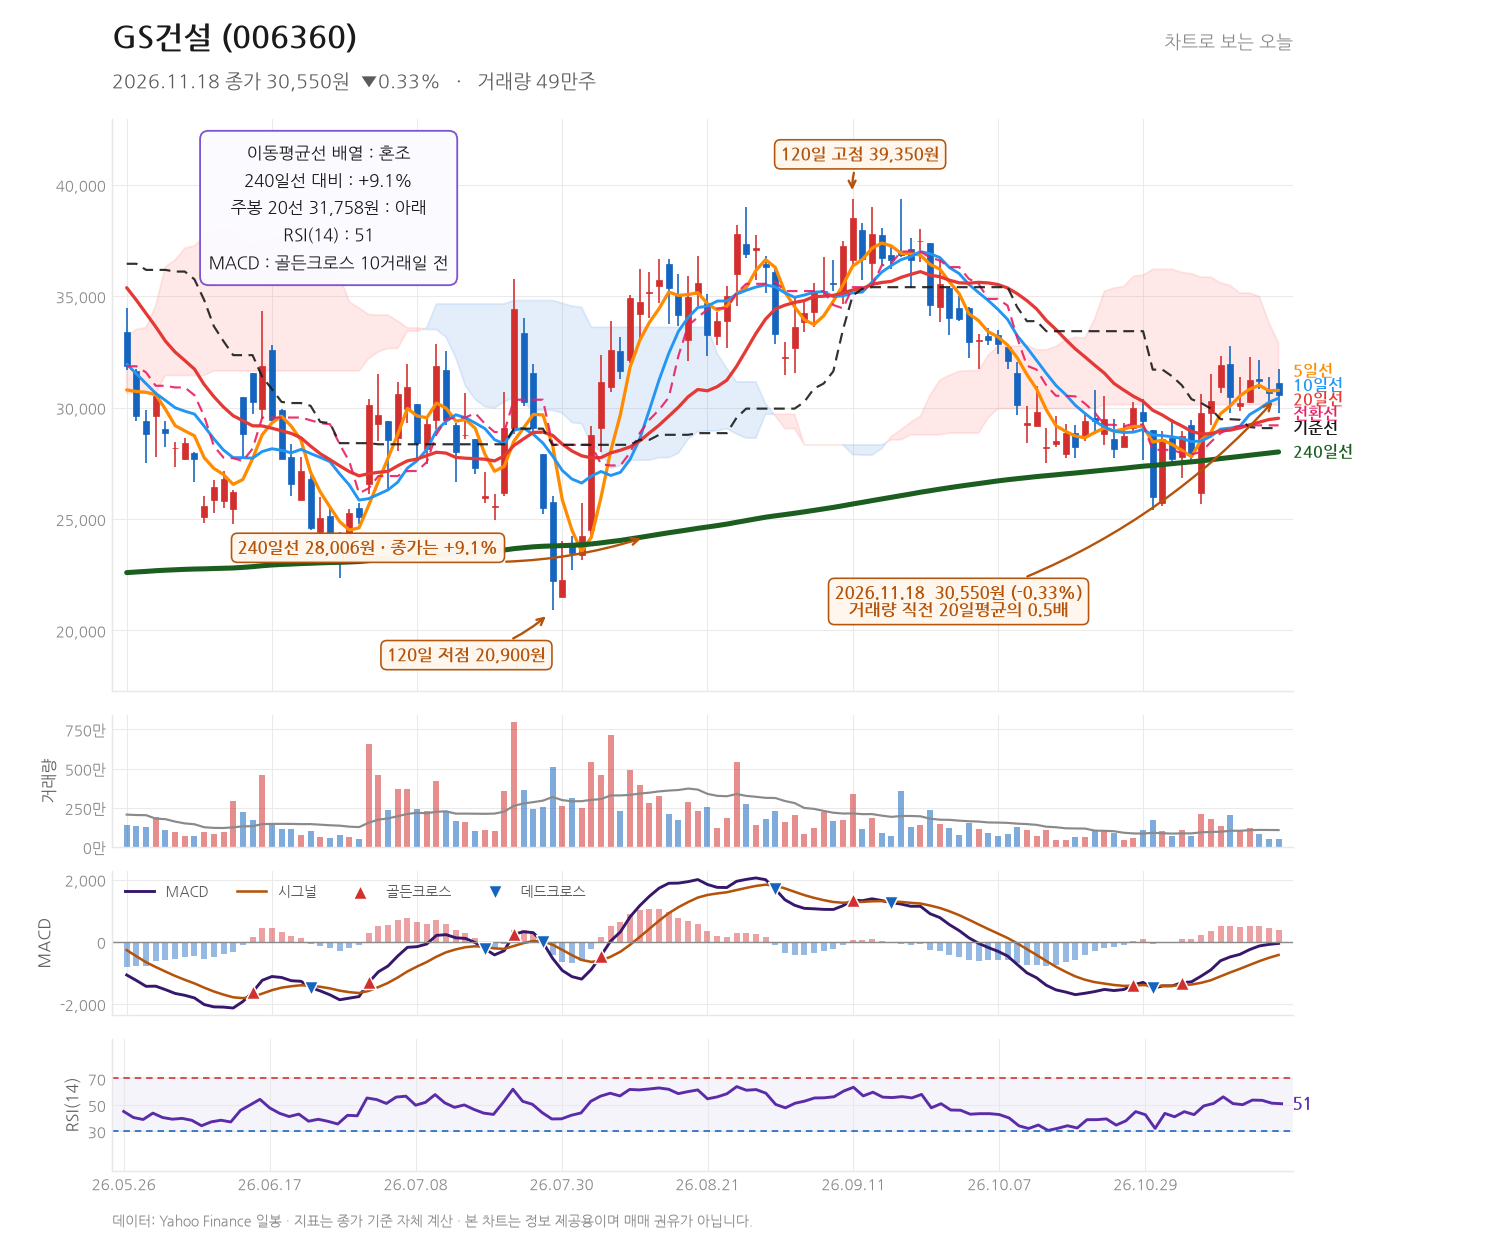 GS건설 (006360)
차트로 보는 오늘
2026.11.18 종가 30,550원 ▼0.33% · 거래량 49만주
이동평균선 배열 : 혼조
240일선 대비 : +9.1%
주봉 20선 31,758원 : 아래
RSI(14) : 51
MACD : 골든크로스 10거래일 전
120일 고점 39,350원
40,000
35,000
30,000
25,000
20,000
5일선
10일선
20일선
전환선
기준선
240일선
240일선 28,006원 · 종가는 +9.1%
2026.11.18 30,550원 (-0.33%)
거래량 직전 20일평균의 0.5배
120일 저점 20,900원
거래량
750만
500만
250만
0만
MACD
2,000
0
-2,000
MACD 시그널 골든크로스 데드크로스
RSI(14)
70
50
30
51
26.05.26 26.06.17 26.07.08 26.07.30 26.08.21 26.09.11 26.10.07 26.10.29
데이터: Yahoo Finance 일봉 · 지표는 종가 기준 자체 계산 · 본 차트는 정보 제공용이며 매매 권유가 아닙니다.